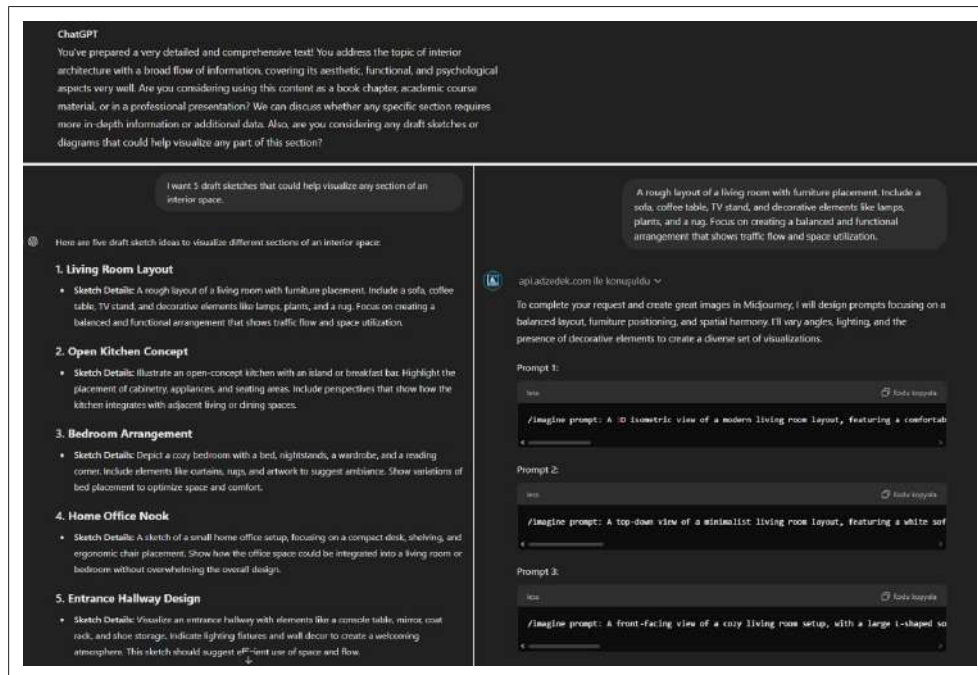 ChatGPT
You've prepared a very detailed and comprehensive text! You address the topic of interior
architecture with a broad flow of information, covering its aesthetic, functional, and psychological
aspects very well. Are you considering using this content as a book chapter, academic course
material, or in a professional presentation? We can discuss whether any specific section requires
more in-depth information or additional data. Also, are you considering any draft sketches or
diagrams that could help visualize any part of this section?
I want 5 draft sketches that could help visualize any section of an
interior space.
Here are five draft sketch ideas to visualize different sections of an interior space:
1. Living Room Layout
• Sketch Details: A rough layout of a living room with furniture placement. Include a sofa, coffee
table, TV stand, and decorative elements like lamps, plants, and a rug. Focus on creating a
balanced and functional arrangement that shows traffic flow and space utilization.
2. Open Kitchen Concept
• Sketch Details: Illustrate an open-concept kitchen with an island or breakfast bar. Highlight the
placement of cabinetry, appliances, and seating areas. Include perspectives that show how the
kitchen integrates with adjacent living or dining spaces.
3. Bedroom Arrangement
• Sketch Details: Depict a cozy bedroom with a bed, nightstands, a wardrobe, and a reading
corner. Include elements like curtains, rugs, and artwork to suggest ambiance. Show variations of
bed placement to optimize space and comfort.
4. Home Office Nook
• Sketch Details: A sketch of a small home office setup, focusing on a compact desk, shelving, and
ergonomic chair placement. Show how the office space could be integrated into a living room or
bedroom without overwhelming the overall design.
5. Entrance Hallway Design
• Sketch Details: Visualize an entrance hallway with elements like a console table, mirror, coat
rack, and shoe storage. Indicate lighting fixtures and wall decor to create a welcoming
atmosphere. This sketch should suggest efficient use of space and flow.
A rough layout of a living room with furniture placement. Include a
sofa, coffee table, TV stand, and decorative elements like lamps,
plants, and a rug. Focus on creating a balanced and functional
arrangement that shows traffic flow and space utilization.
api.adzedek.com ile konuşuldu
To complete your request and create great images in Midjourney, I will design prompts focusing on a
balanced layout, furniture positioning, and spatial harmony. I'll vary angles, lighting, and the
presence of decorative elements to create a diverse set of visualizations.
Prompt 1:
less Kodu kopyala
/imagine prompt: A 3D isometric view of a modern living room layout, featuring a comfortab
Prompt 2:
less Kodu kopyala
/imagine prompt: A top-down view of a minimalist living room layout, featuring a white sof
Prompt 3:
less Kodu kopyala
/imagine prompt: A front-facing view of a cozy living room setup, with a large L-shaped so